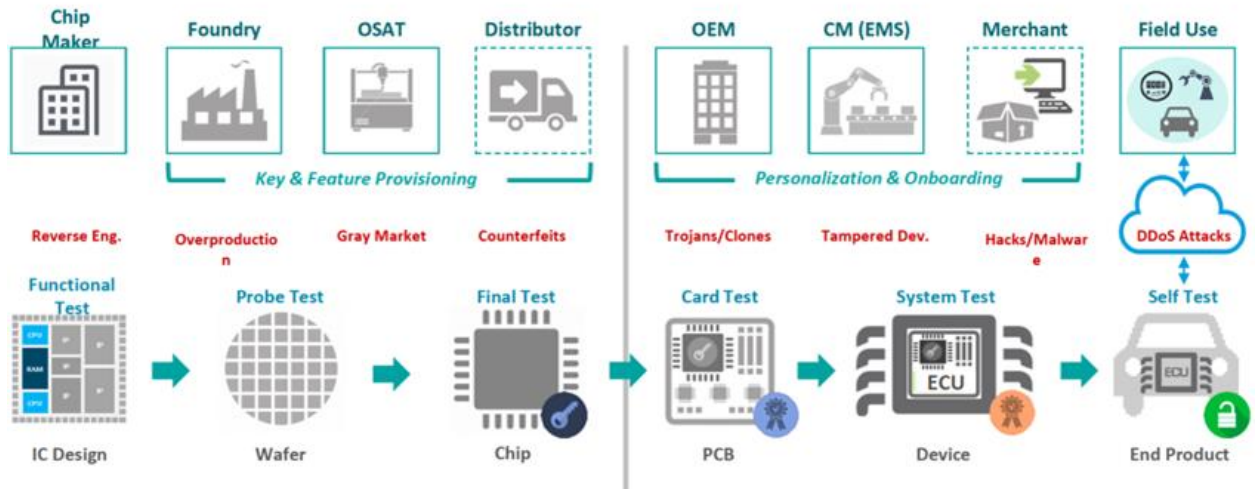 Chip
Maker
Foundry
OSAT
Distributor
OEM
CM (EMS)
Merchant
Field Use
Key & Feature Provisioning
Personalization & Onboarding
Reverse Eng.
Overproductio
n
Gray Market
Counterfeits
Trojans/Clones
Tampered Dev.
Hacks/Malwar
e
DDoS Attacks
Functional
Test
Probe Test
Final Test
Card Test
System Test
Self Test
CPU
RAM
CPU
ECU
ECU
IC Design
Wafer
Chip
PCB
Device
End Product